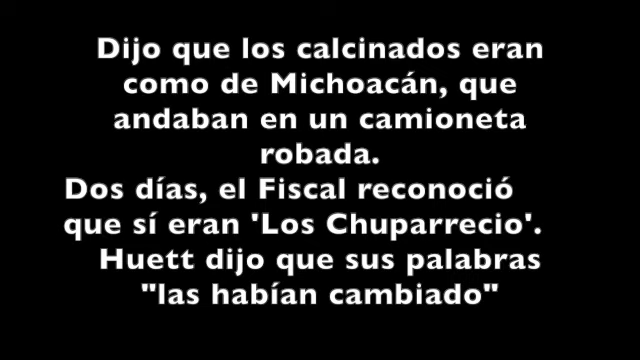 Dijo que los calcinados eran
como de Michoacán, que
andaban en un camioneta
robada.
Dos días, el Fiscal reconoció
que sí eran 'Los Chuparrecio'.
Huett dijo que sus palabras
"las habían cambiado"